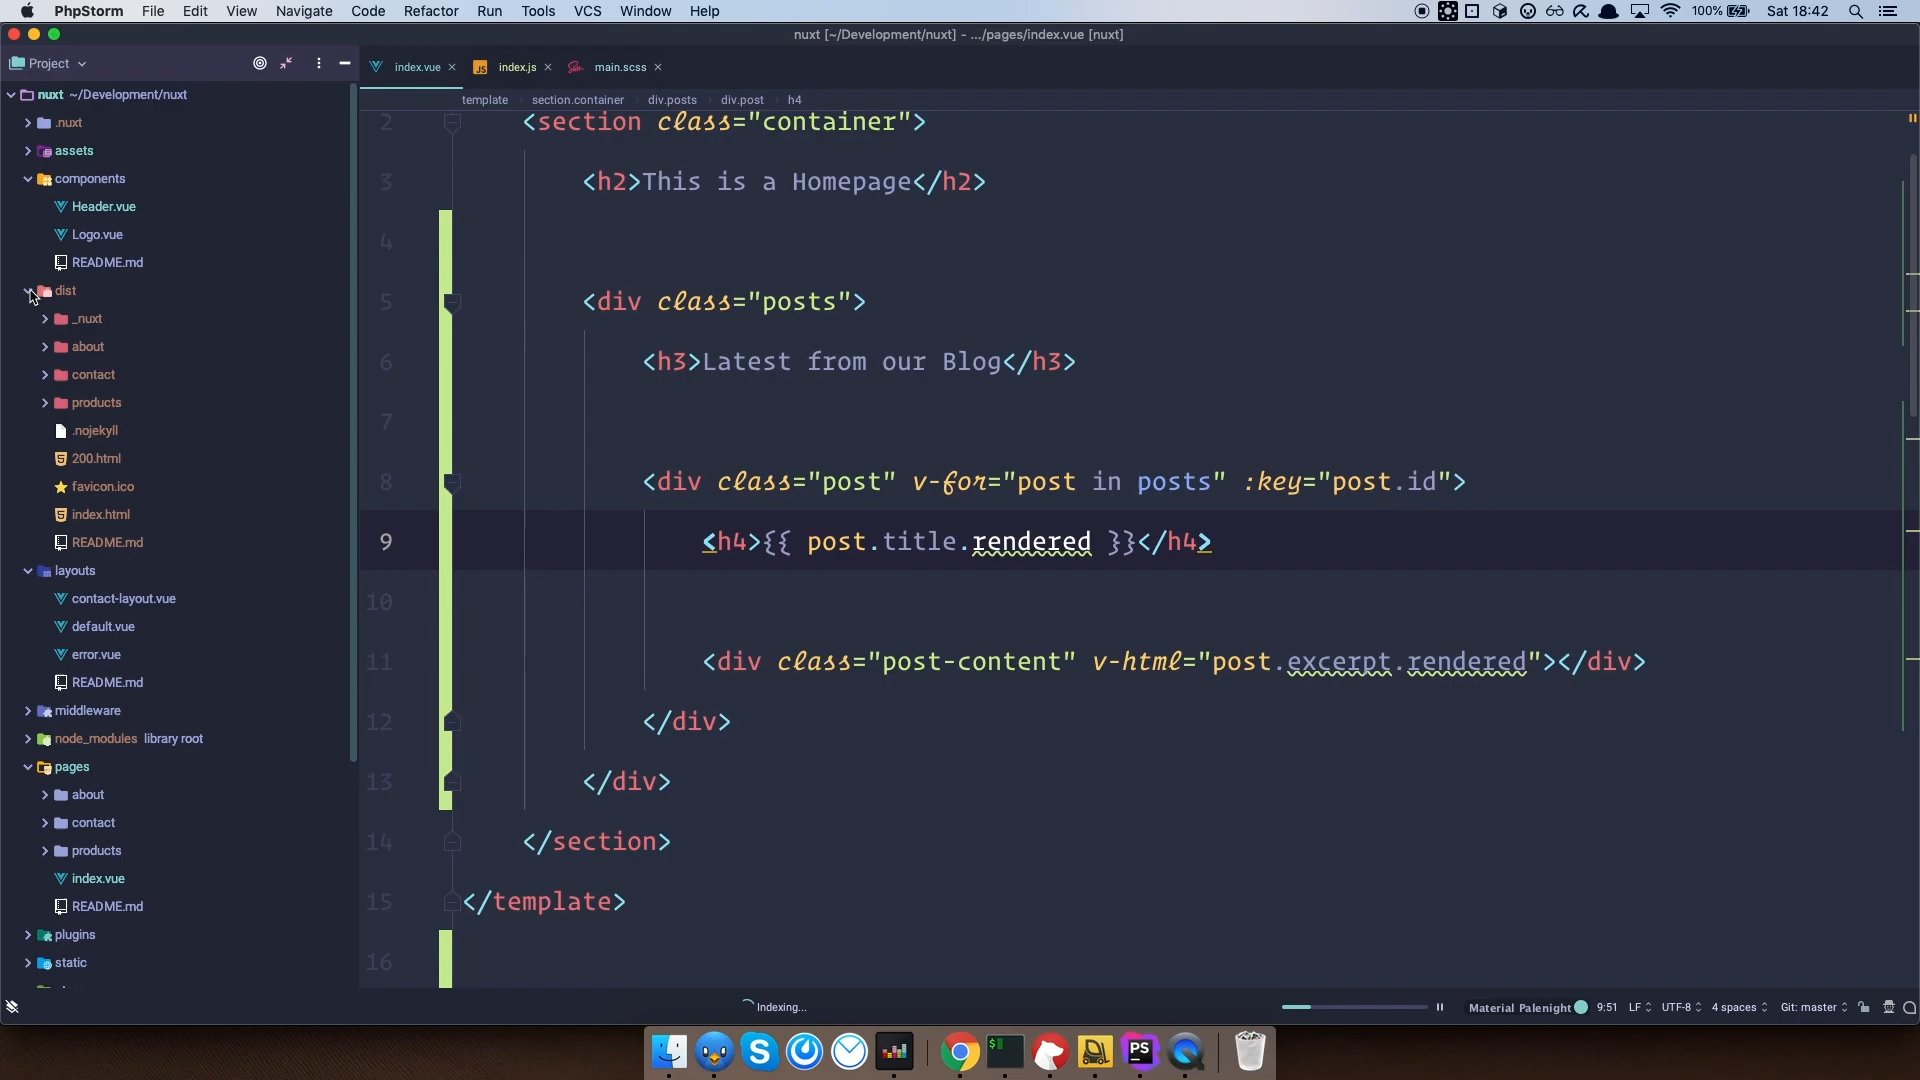 PhpStorm File Edit View Navigate Code Refactor Run Tools VCS Window Help 100% Sat 18:42
nuxt [~/Development/nuxt] - .../pages/index.vue [nuxt]
Project
index.vue index.js main.scss
template section.container div.posts div.post h4
nuxt ~/Development/nuxt
.nuxt
assets
components
Header.vue
Logo.vue
README.md
dist
_nuxt
about
contact
products
.nojekyll
200.html
favicon.ico
index.html
README.md
layouts
contact-layout.vue
default.vue
error.vue
README.md
middleware
node_modules library root
pages
about
contact
products
index.vue
README.md
plugins
static
2 <section class="container">
3 <h2>This is a Homepage</h2>
4
5 <div class="posts">
6 <h3>Latest from our Blog</h3>
7
8 <div class="post" v-for="post in posts" :key="post.id">
9 <h4>{{ post.title.rendered }}</h4>
10
11 <div class="post-content" v-html="post.excerpt.rendered"></div>
12 </div>
13 </div>
14 </section>
15 </template>
16
Indexing... Material Palenight 9:51 LF UTF-8 4 spaces Git: master
$
PS